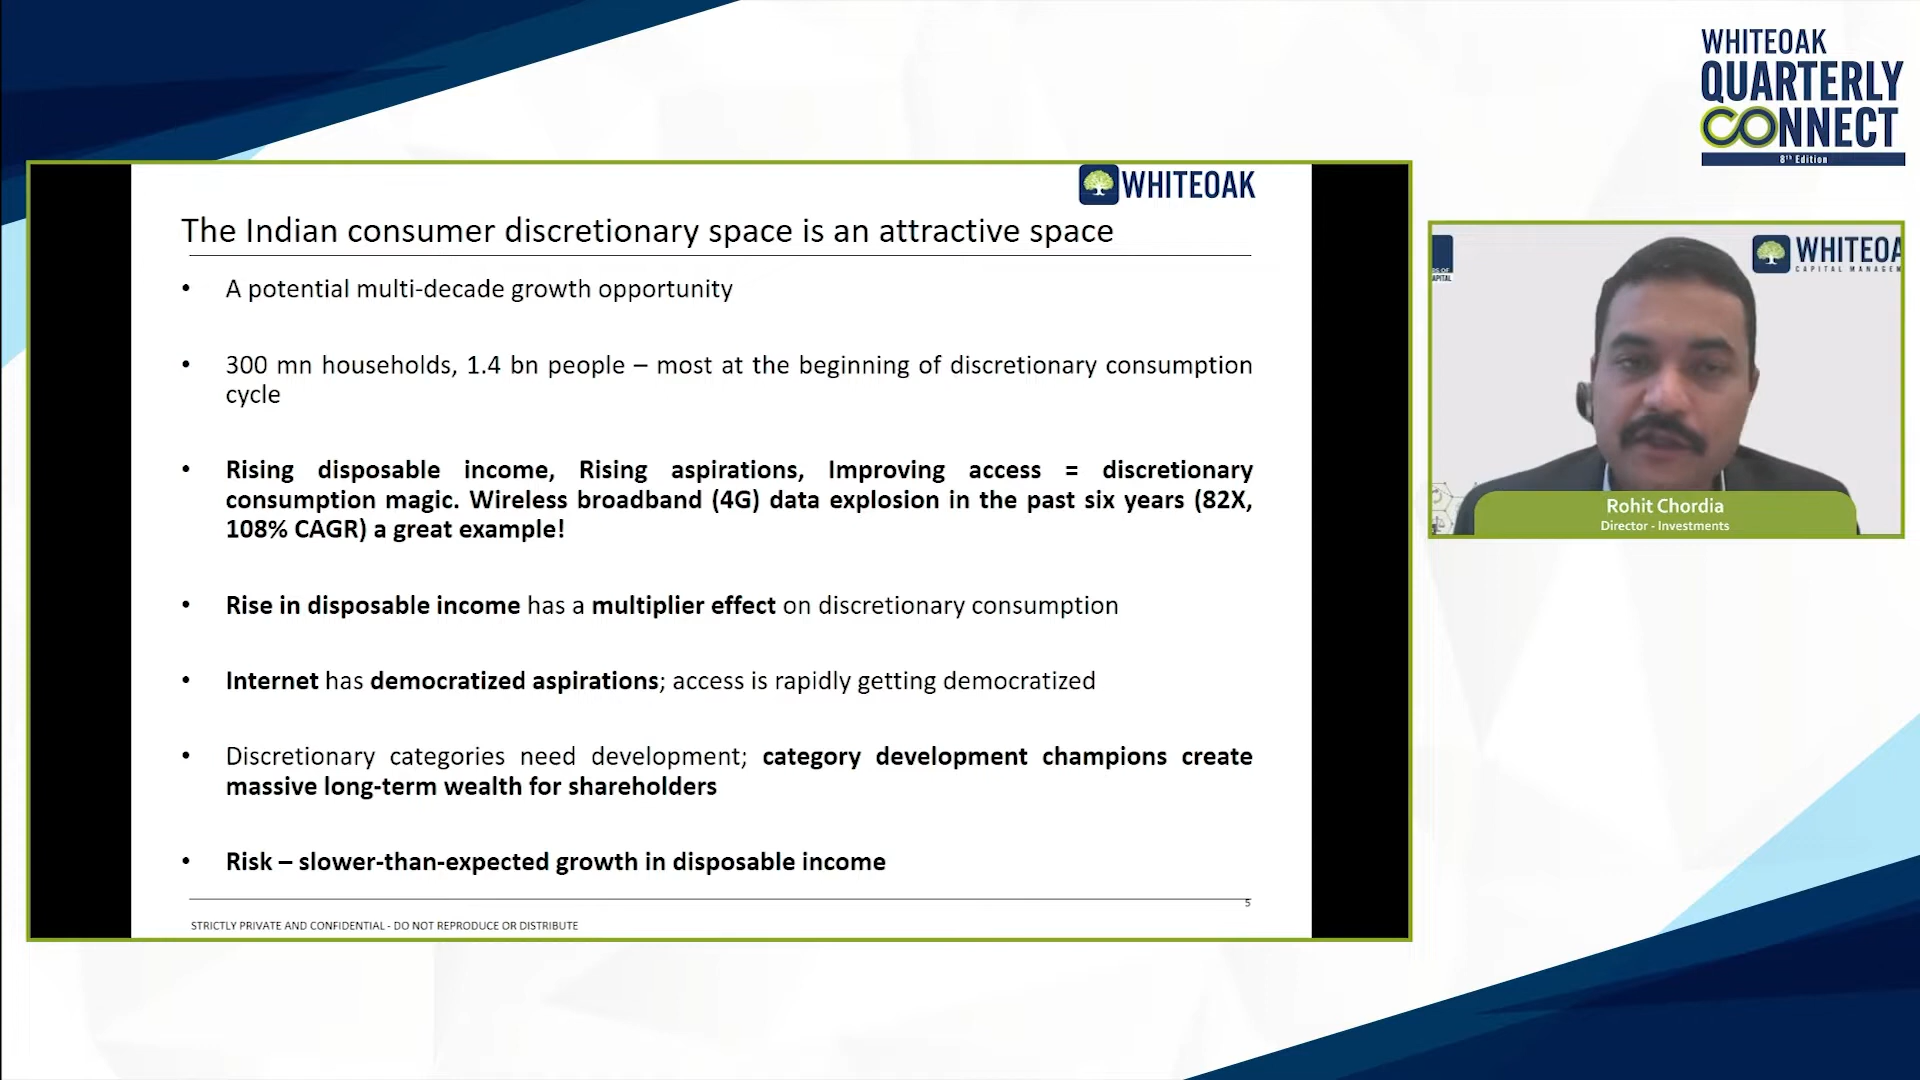 WHITEOAK
QUARTERLY
CONNECT
8th Edition
WHITEOAK
The Indian consumer discretionary space is an attractive space
• A potential multi-decade growth opportunity
• 300 mn households, 1.4 bn people – most at the beginning of discretionary consumption
cycle
• Rising disposable income, Rising aspirations, Improving access = discretionary
consumption magic. Wireless broadband (4G) data explosion in the past six years (82X,
108% CAGR) a great example!
• Rise in disposable income has a multiplier effect on discretionary consumption
• Internet has democratized aspirations; access is rapidly getting democratized
• Discretionary categories need development; category development champions create
massive long-term wealth for shareholders
• Risk – slower-than-expected growth in disposable income
5
STRICTLY PRIVATE AND CONFIDENTIAL - DO NOT REPRODUCE OR DISTRIBUTE
WHITEOA
CAPITAL MANAGEM
Rohit Chordia
Director - Investments